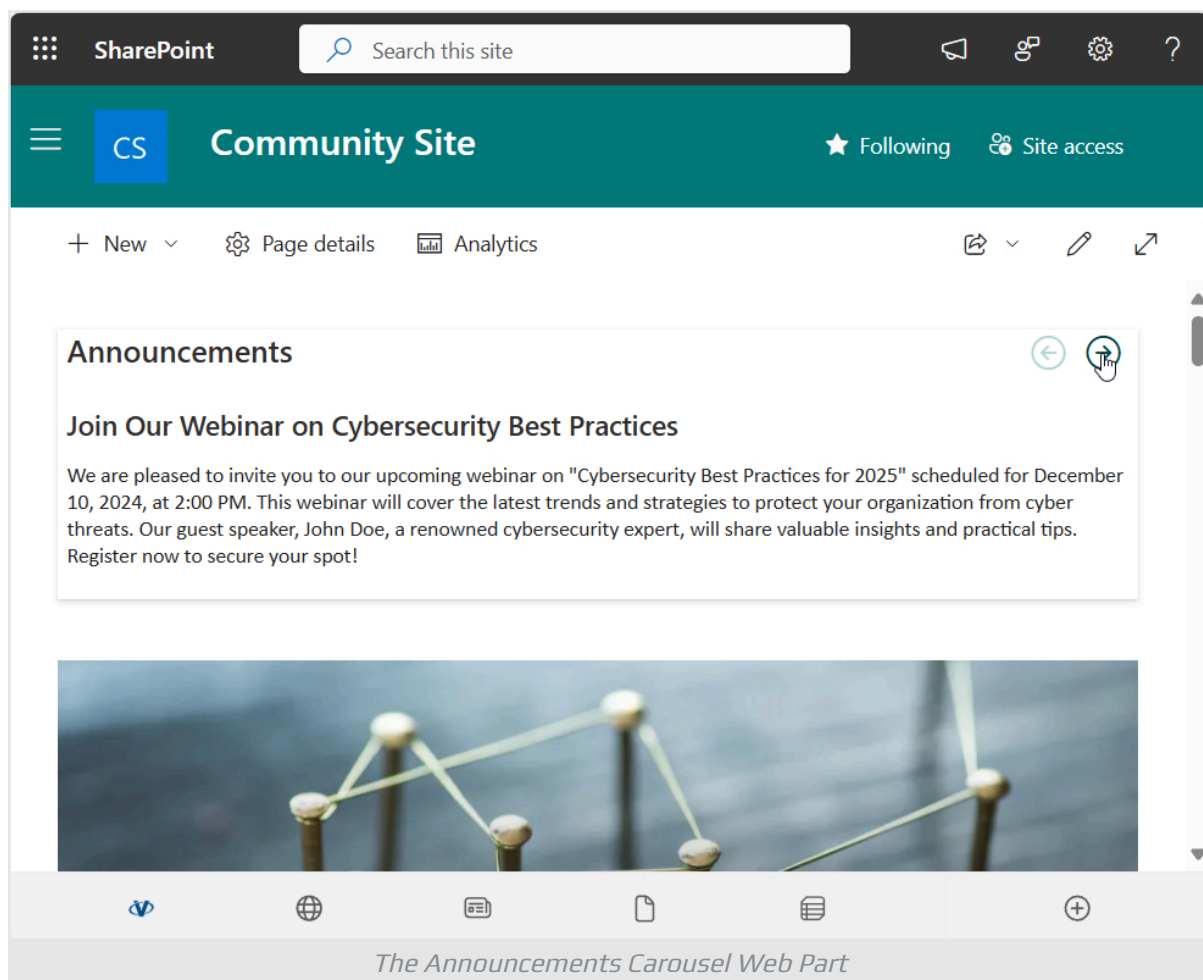 SharePoint
Search this site
?
CS
Community Site
Following
Site access
New
Page details
Analytics
Announcements
Join Our Webinar on Cybersecurity Best Practices
We are pleased to invite you to our upcoming webinar on "Cybersecurity Best Practices for 2025" scheduled for December
10, 2024, at 2:00 PM. This webinar will cover the latest trends and strategies to protect your organization from cyber
threats. Our guest speaker, John Doe, a renowned cybersecurity expert, will share valuable insights and practical tips.
Register now to secure your spot!
The Announcements Carousel Web Part